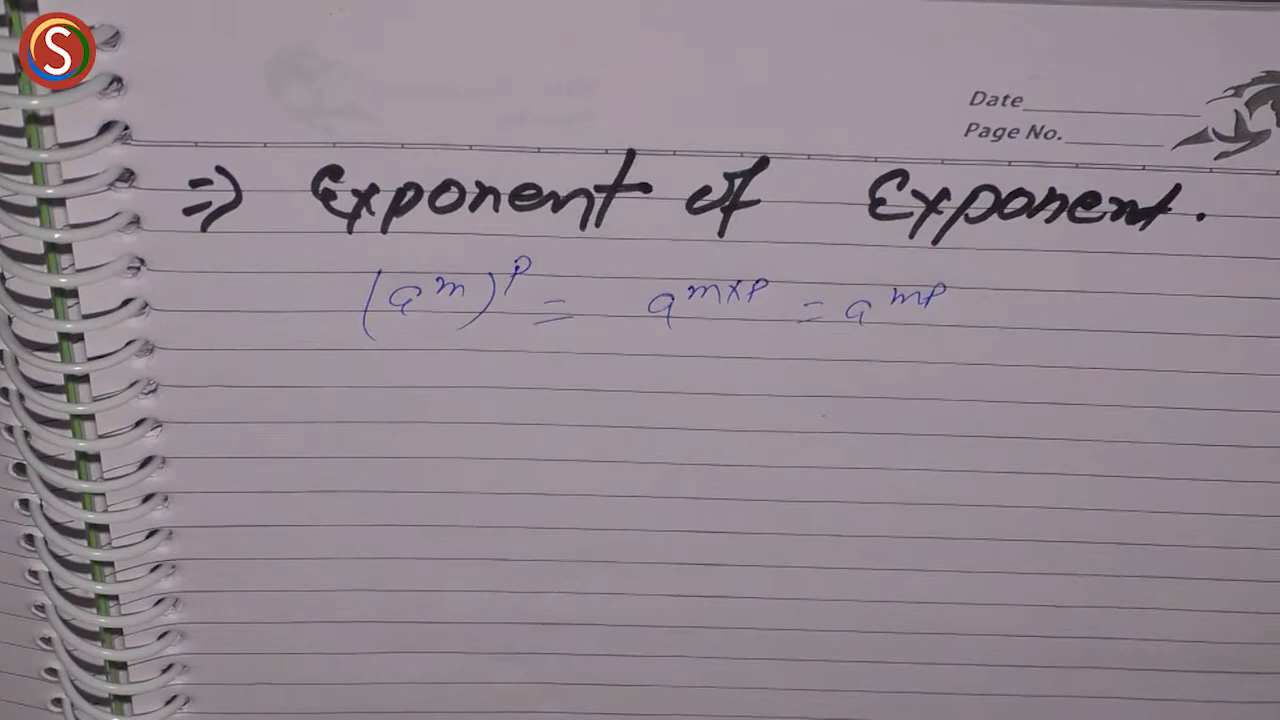 S
Date
Page No.
⇒ Exponent of Exponent.
(a^m)^p = a^{m×p} = a^{mp}